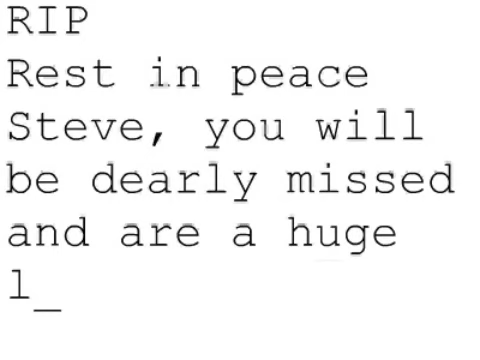 RIP
Rest in peace
Steve, you will
be dearly missed
and are a huge
l_